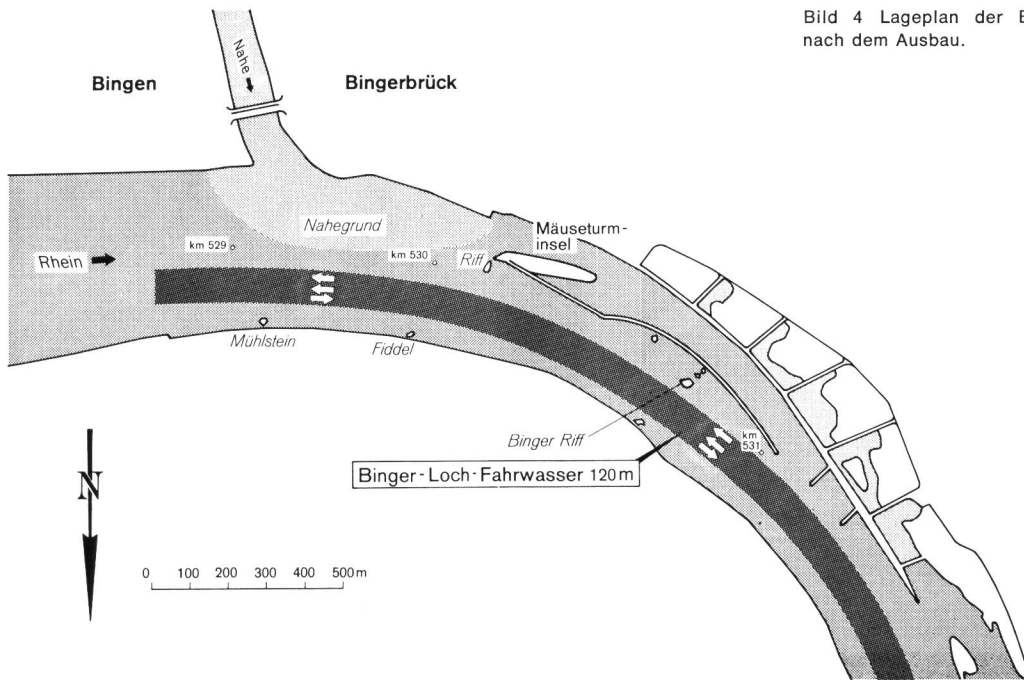 Bild 4 Lageplan der
nach dem Ausbau.
Nahe
Bingen
Bingerbrück
Nahegrund
Mäuseturm-
insel
km 529
km 530
Riff
Rhein
Mühlstein
Fiddel
Binger Riff
km
531
Binger-Loch-Fahrwasser 120 m
N
0 100 200 300 400 500 m